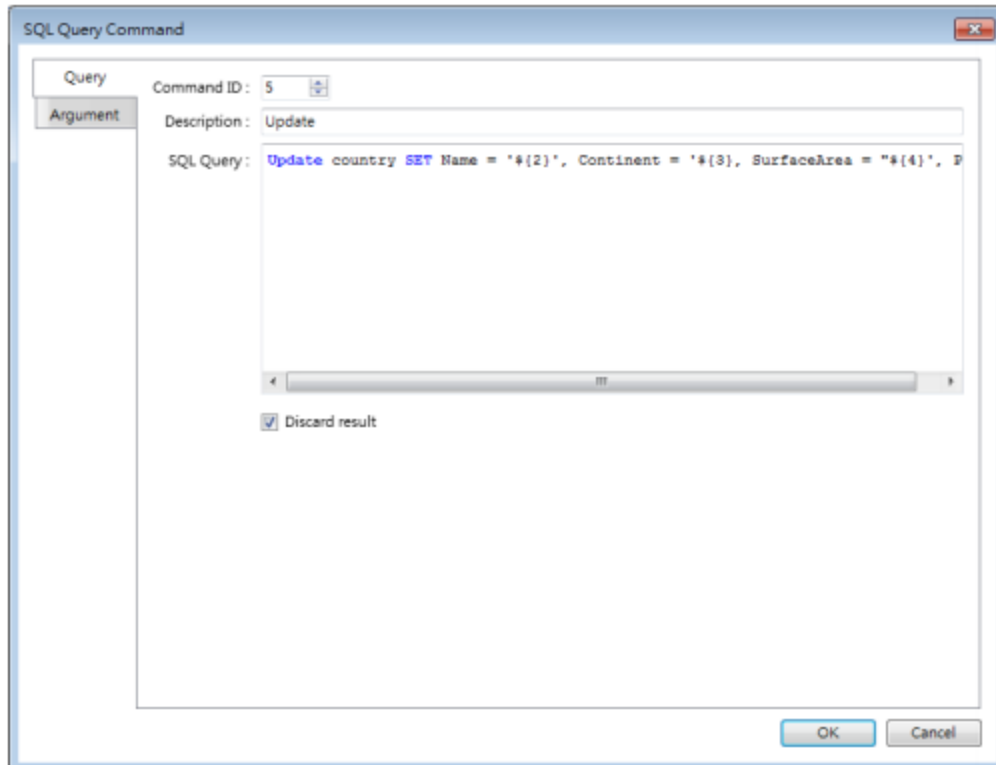 SQL Query Command
Query
Argument
Command ID : 5
Description : Update
SQL Query : Update country SET Name = '${2}', Continent = '${3}, SurfaceArea = "${4}', P
Discard result
OK
Cancel